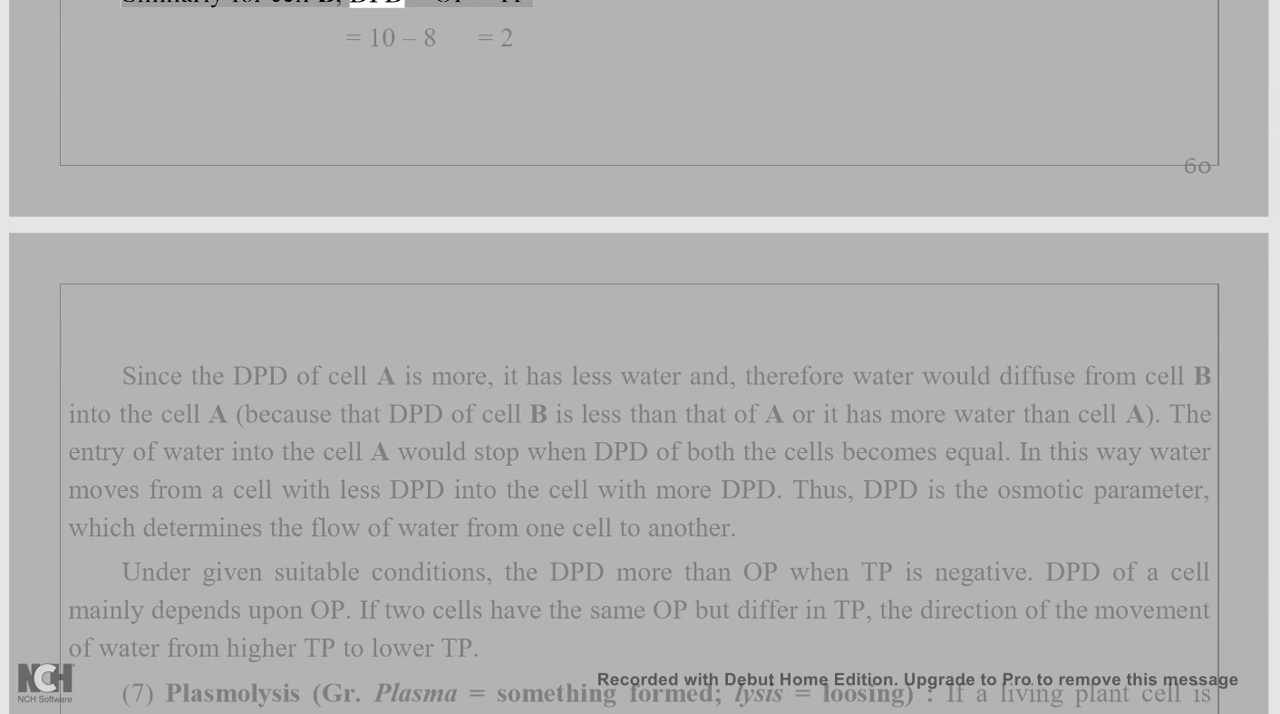 Similarly for cell B, DPD = OP – TP
= 10 – 8 = 2
60
Since the DPD of cell A is more, it has less water and, therefore water would diffuse from cell B
into the cell A (because that DPD of cell B is less than that of A or it has more water than cell A). The
entry of water into the cell A would stop when DPD of both the cells becomes equal. In this way water
moves from a cell with less DPD into the cell with more DPD. Thus, DPD is the osmotic parameter,
which determines the flow of water from one cell to another.
Under given suitable conditions, the DPD more than OP when TP is negative. DPD of a cell
mainly depends upon OP. If two cells have the same OP but differ in TP, the direction of the movement
of water from higher TP to lower TP.
(7) Plasmolysis (Gr. Plasma = something formed; lysis = loosing) : If a living plant cell is
NCH
NCH Software
Recorded with Debut Home Edition. Upgrade to Pro to remove this message